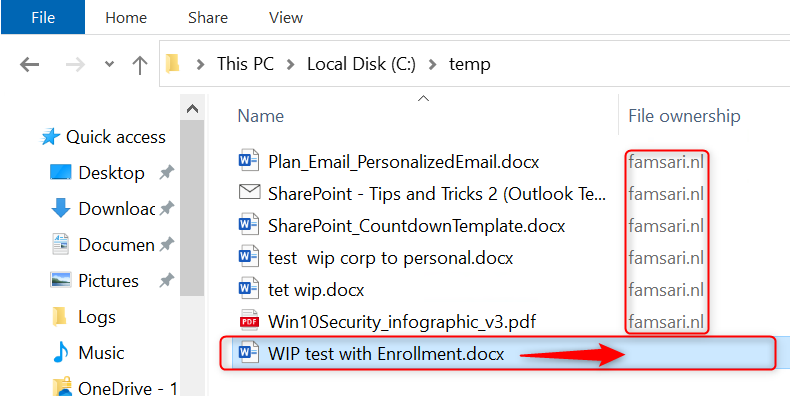 File Home Share View
This PC Local Disk (C:) temp
Name File ownership
Quick access
Desktop
Downloac
Documen
Pictures
Logs
Music
OneDrive - 1
Plan_Email_PersonalizedEmail.docx famsari.nl
SharePoint - Tips and Tricks 2 (Outlook Te... famsari.nl
SharePoint_CountdownTemplate.docx famsari.nl
test wip corp to personal.docx famsari.nl
tet wip.docx famsari.nl
Win10Security_infographic_v3.pdf famsari.nl
WIP test with Enrollment.docx